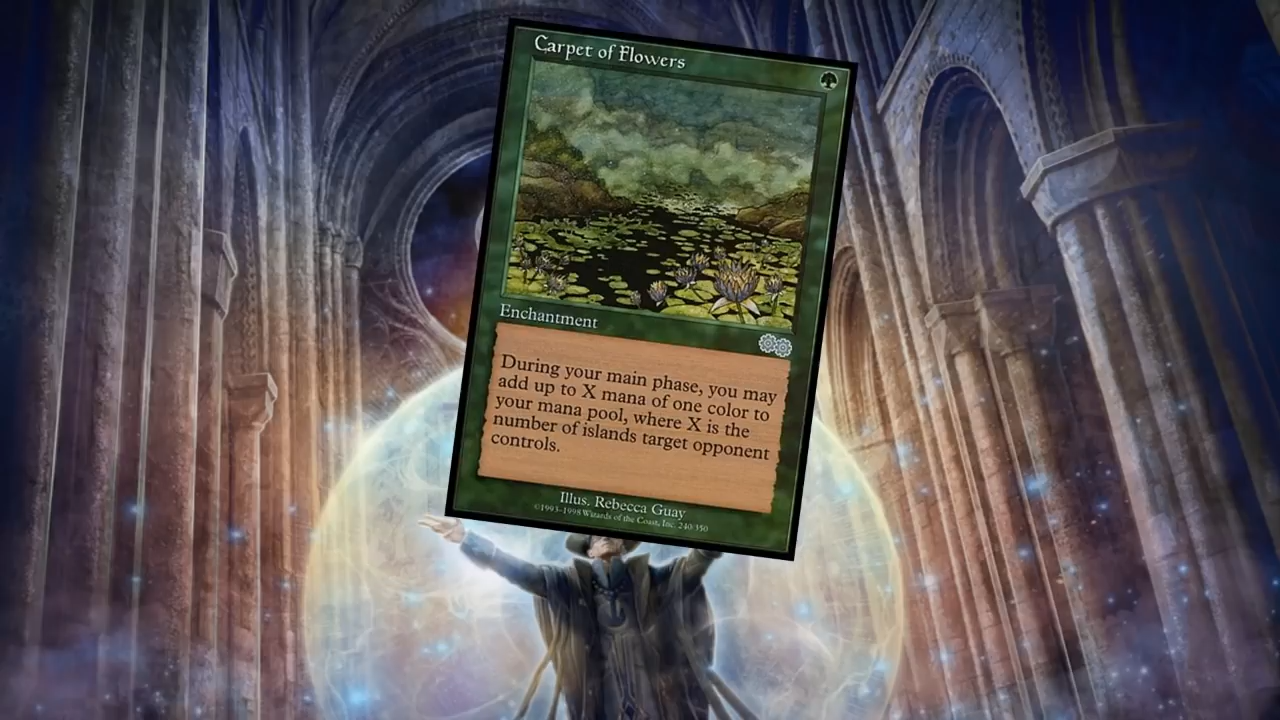 Carpet of Flowers
Enchantment
During your main phase, you may
add up to X mana of one color to
your mana pool, where X is the
number of islands target opponent
controls.
Illus. Rebecca Guay
©1993-1998 Wizards of the Coast, Inc. 240/350